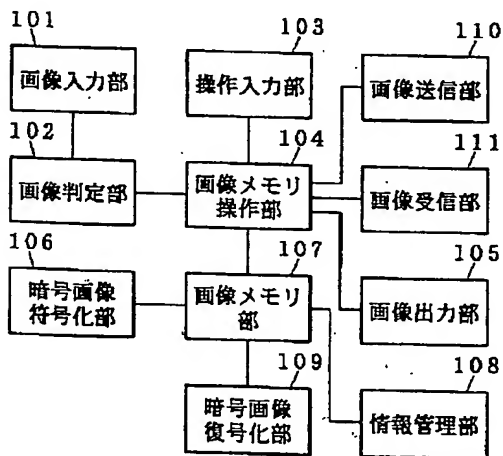 101
画像入力部
103
操作入力部
110
画像送信部
102
画像判定部
104
画像メモリ
操作部
111
画像受信部
106
暗号画像
符号化部
107
画像メモリ
部
105
画像出力部
109
暗号画像
復号化部
108
情報管理部